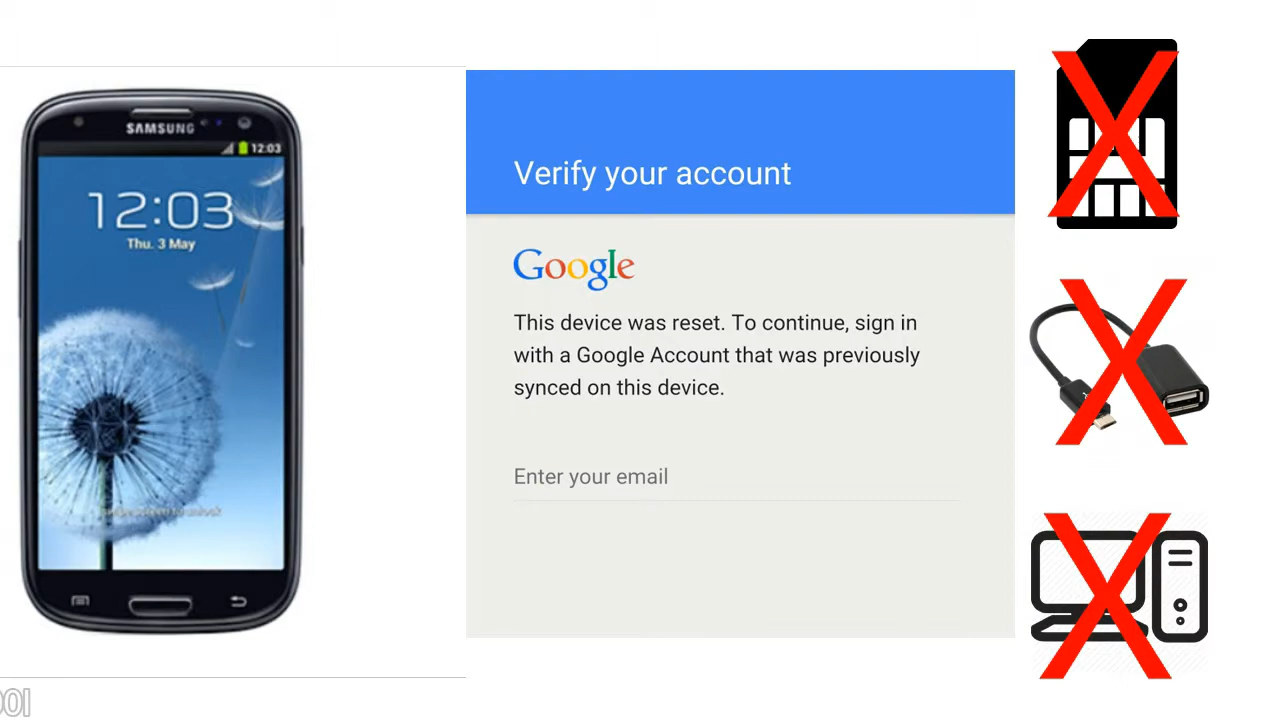 SAMSUNG
12:03
12:03
Thu. 3 May
Verify your account
Google
This device was reset. To continue, sign in
with a Google Account that was previously
synced on this device.
Enter your email